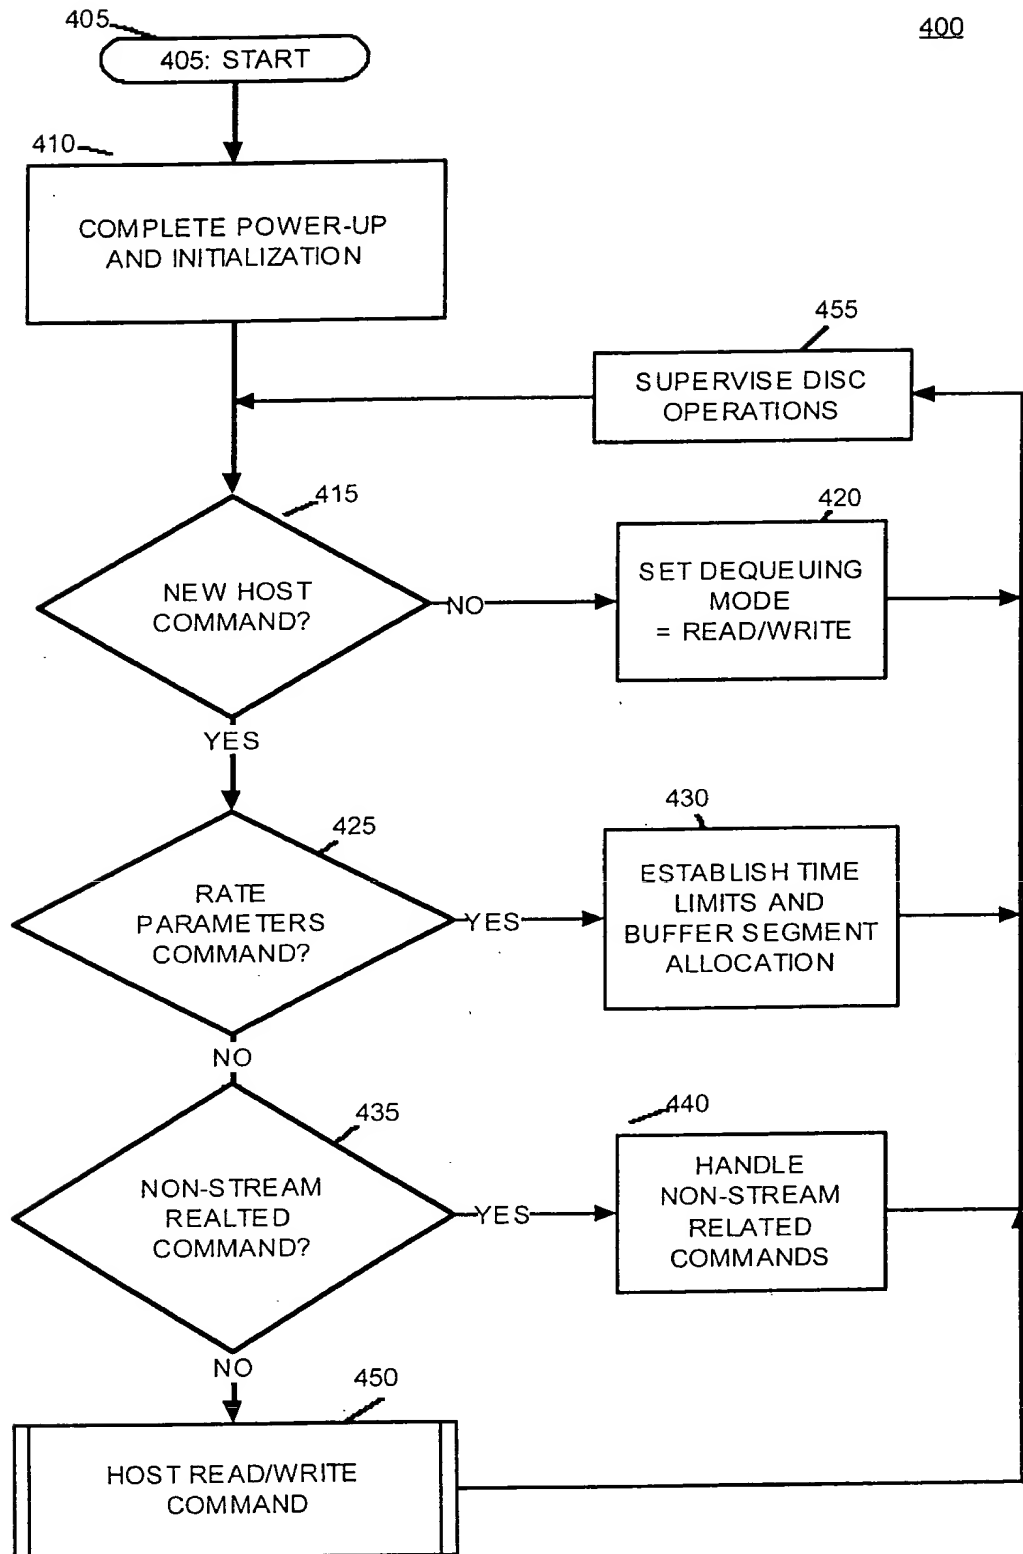 400
405
405: START
410
COMPLETE POWER-UP
AND INITIALIZATION
455
SUPERVISE DISC
OPERATIONS
415
NEW HOST
COMMAND?
NO
420
SET DEQUEUING
MODE
= READ/WRITE
YES
425
RATE
PARAMETERS
COMMAND?
YES
430
ESTABLISH TIME
LIMITS AND
BUFFER SEGMENT
ALLOCATION
NO
435
NON-STREAM
REALTED
COMMAND?
YES
440
HANDLE
NON-STREAM
RELATED
COMMANDS
NO
450
HOST READ/WRITE
COMMAND